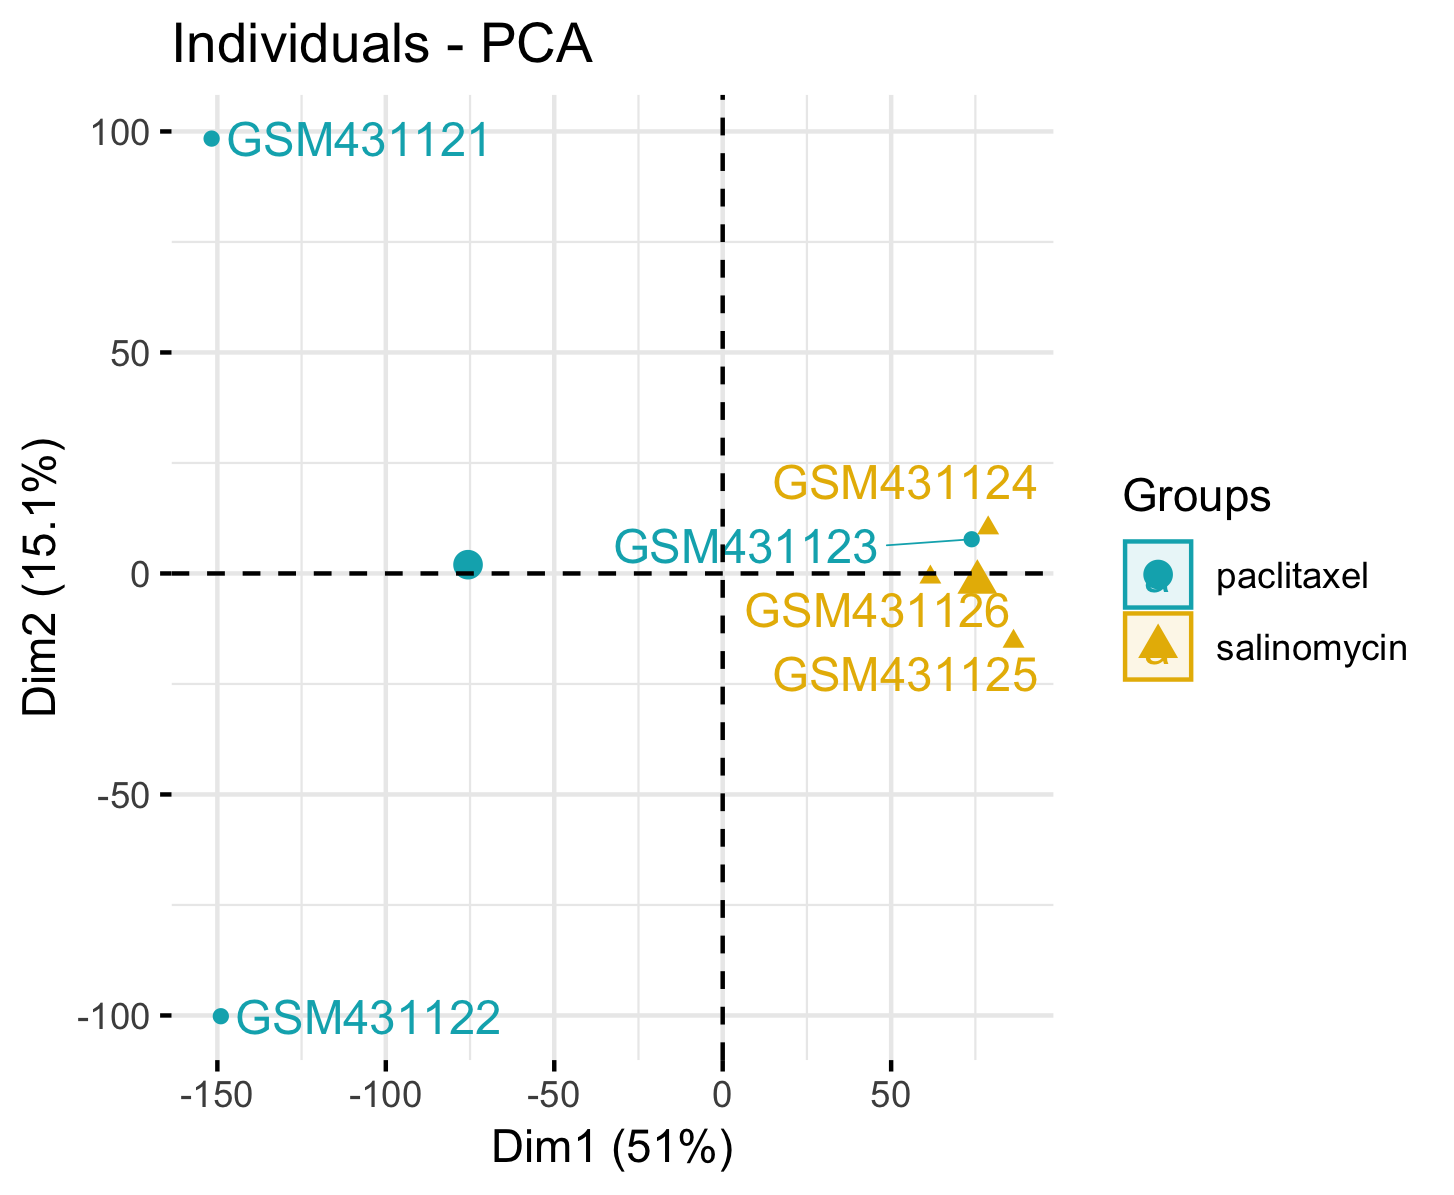 Individuals - PCA
100
50
0
-50
-100
Dim2 (15.1%)
GSM431121
GSM431124
GSM431123
GSM431126
GSM431125
GSM431122
-150
-100
-50
0
50
Dim1 (51%)
Groups
a
paclitaxel
a
salinomycin